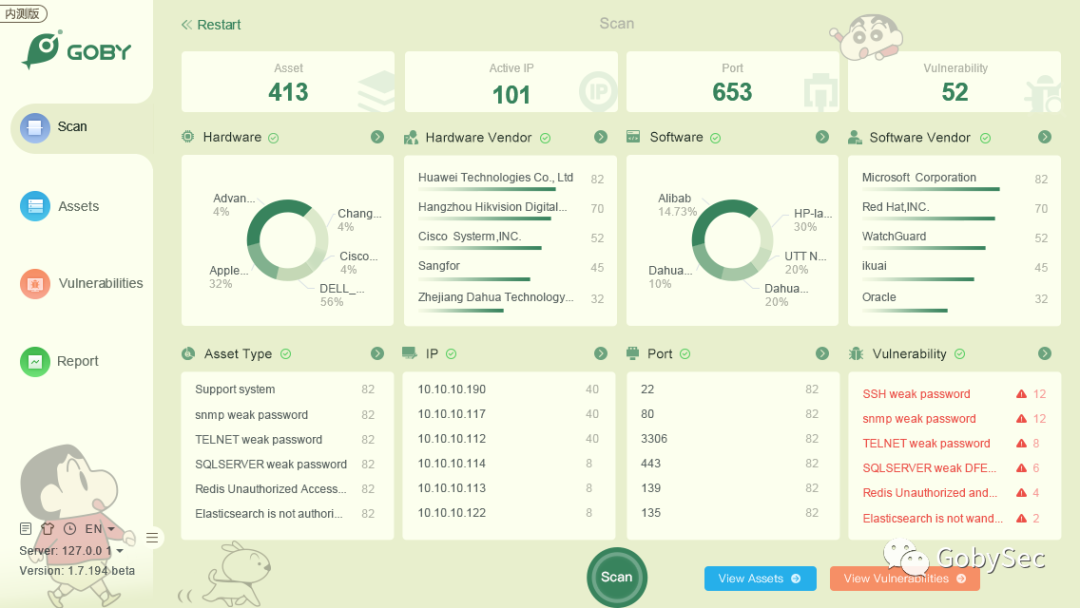 内测版
GOBY
Scan
Assets
Vulnerabilities
Report
EN
Server: 127.0.0 1
Version: 1.7.194 beta
Restart
Scan
Asset
413
Active IP
101
IP
Port
653
Vulnerability
52
Hardware
Advan...
4%
Chang...
4%
Cisco...
4%
Apple...
32%
DELL_...
56%
Hardware Vendor
Huawei Technologies Co., Ltd 82
Hangzhou Hikvision Digital... 70
Cisco Systerm,INC. 52
Sangfor 45
Zhejiang Dahua Technology... 32
Software
Alibab
14.73%
HP-la...
30%
UTT N...
20%
Dahua...
10%
Dahua...
20%
Software Vendor
Microsoft Corporation 82
Red Hat,INC. 70
WatchGuard 52
ikuai 45
Oracle 32
Asset Type
Support system 82
snmp weak password 82
TELNET weak password 82
SQLSERVER weak password 82
Redis Unauthorized Access... 82
Elasticsearch is not authori... 82
IP
10.10.10.190 40
10.10.10.117 40
10.10.10.112 40
10.10.10.114 8
10.10.10.113 8
10.10.10.122 8
Port
22 82
80 82
3306 82
443 82
139 82
135 82
Vulnerability
SSH weak password 12
snmp weak password 12
TELNET weak password 8
SQLSERVER weak DFE... 6
Redis Unauthorized and... 4
Elasticsearch is not wand... 2
Scan
View Assets
View Vulnerabilities
GobySec